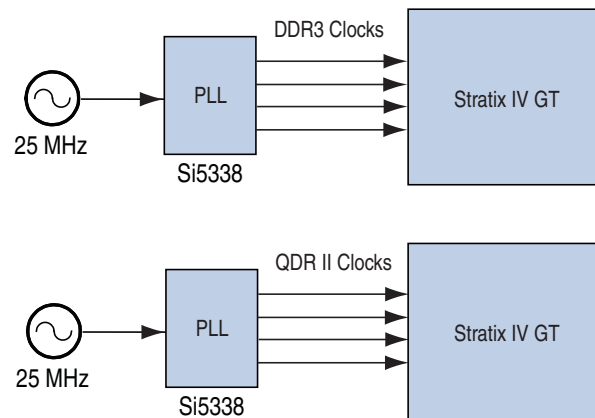 DDR3 Clocks
PLL
Stratix IV GT
25 MHz
Si5338
QDR II Clocks
PLL
Stratix IV GT
25 MHz
Si5338